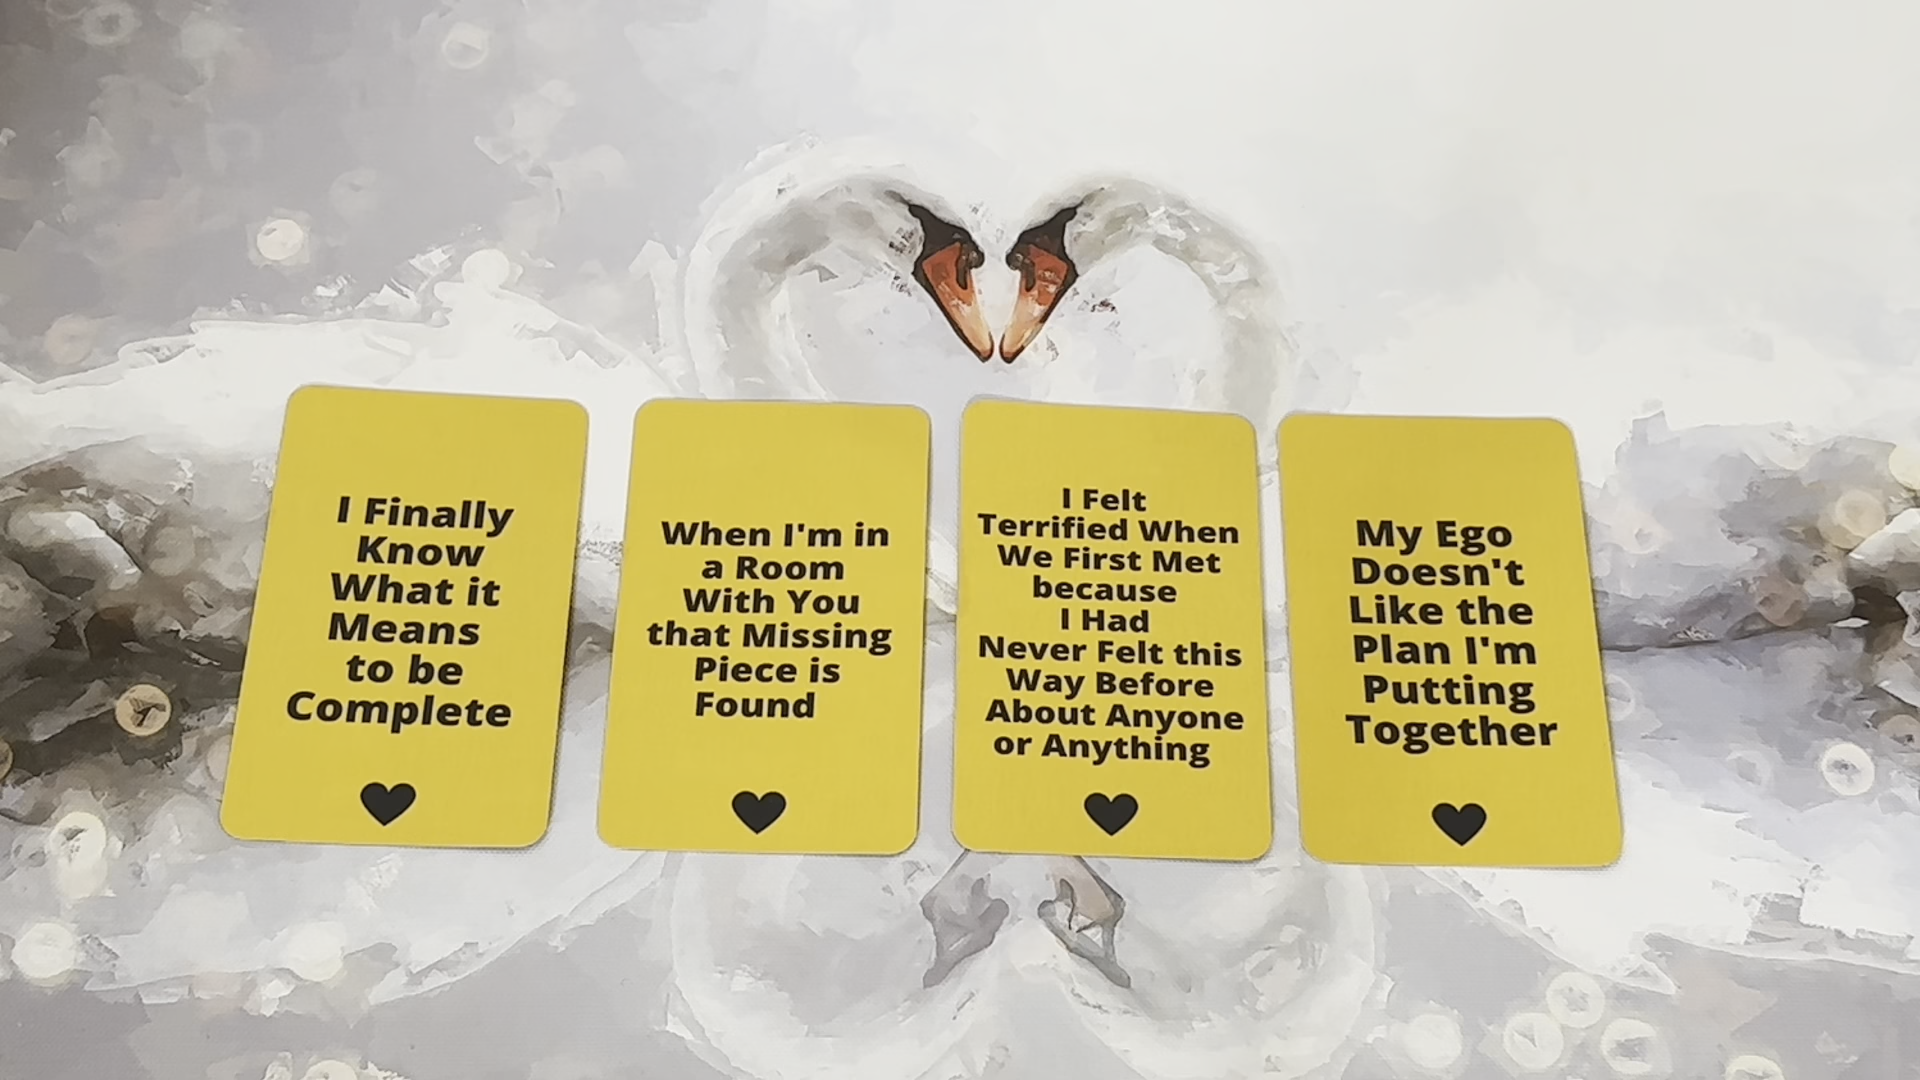 I Finally
Know
What it
Means
to be
Complete
When I'm in
a Room
With You
that Missing
Piece is
Found
I Felt
Terrified When
We First Met
because
I Had
Never Felt this
Way Before
About Anyone
or Anything
My Ego
Doesn't
Like the
Plan I'm
Putting
Together